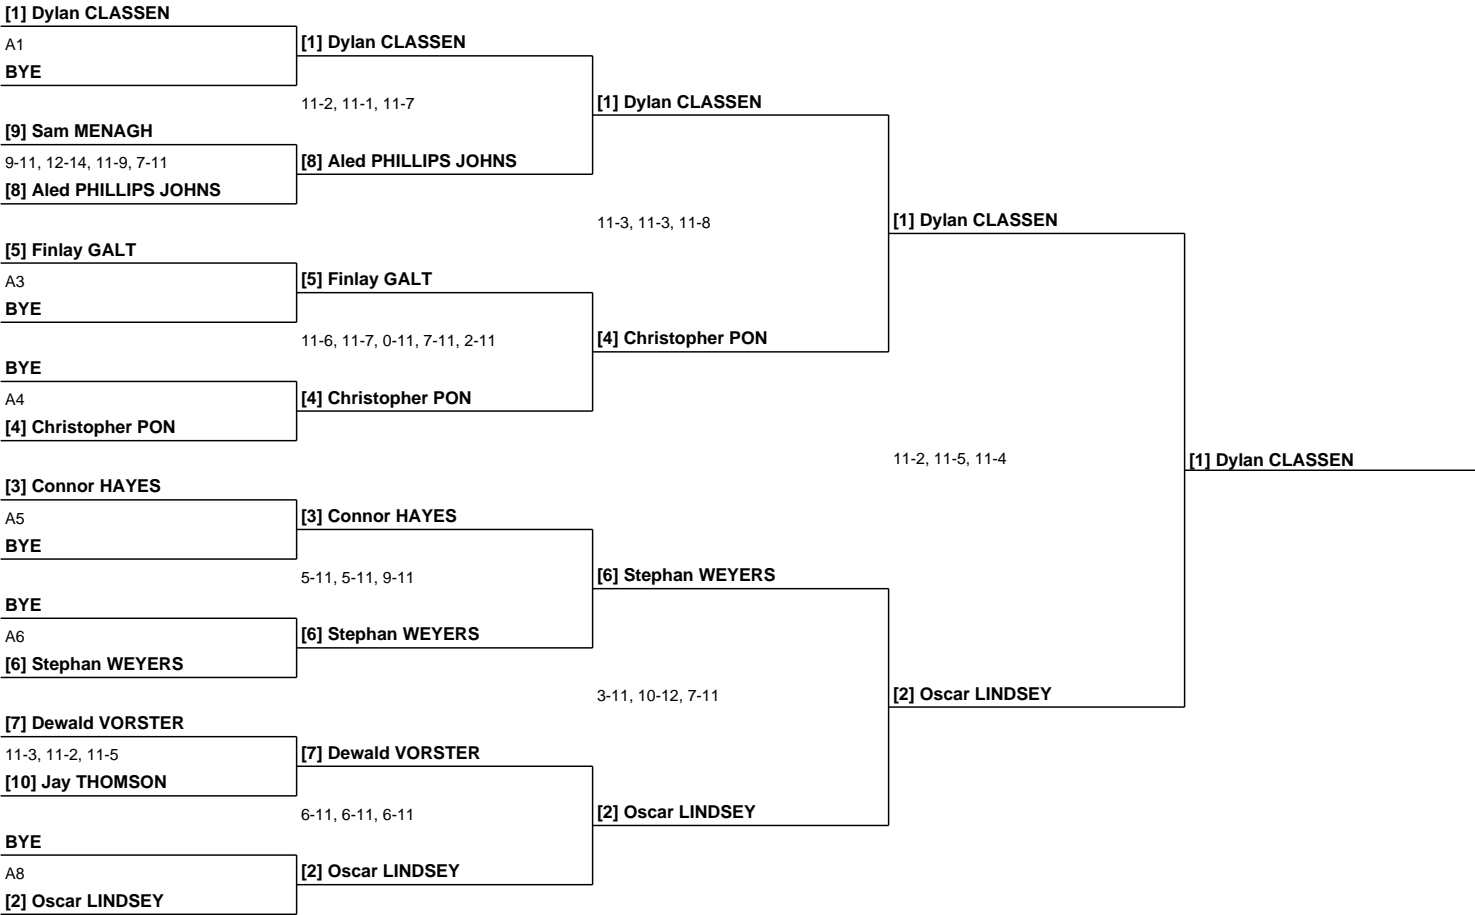 [1] Dylan CLASSEN
A1
BYE
[9] Sam MENAGH
9-11, 12-14, 11-9, 7-11
[8] Aled PHILLIPS JOHNS
[5] Finlay GALT
A3
BYE
BYE
A4
[4] Christopher PON
[3] Connor HAYES
A5
BYE
BYE
A6
[6] Stephan WEYERS
[7] Dewald VORSTER
11-3, 11-2, 11-5
[10] Jay THOMSON
BYE
A8
[2] Oscar LINDSEY
[1] Dylan CLASSEN
11-2, 11-1, 11-7
[8] Aled PHILLIPS JOHNS
[5] Finlay GALT
11-6, 11-7, 0-11, 7-11, 2-11
[4] Christopher PON
[3] Connor HAYES
5-11, 5-11, 9-11
[6] Stephan WEYERS
[7] Dewald VORSTER
6-11, 6-11, 6-11
[2] Oscar LINDSEY
[1] Dylan CLASSEN
11-3, 11-3, 11-8
[4] Christopher PON
[6] Stephan WEYERS
3-11, 10-12, 7-11
[2] Oscar LINDSEY
[1] Dylan CLASSEN
11-2, 11-5, 11-4
[2] Oscar LINDSEY
[1] Dylan CLASSEN